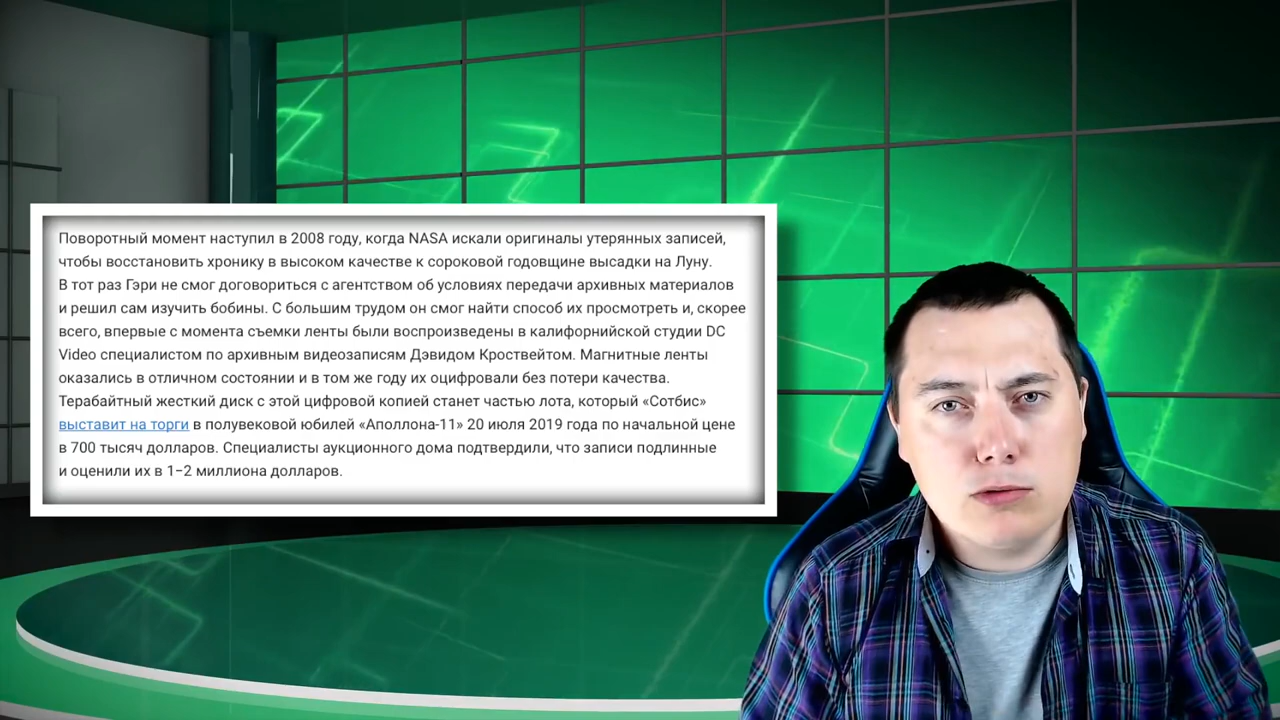 Поворотный момент наступил в 2008 году, когда NASA искали оригиналы утерянных записей,
чтобы восстановить хронику в высоком качестве к сороковой годовщине высадки на Луну.
В тот раз Гэри не смог договориться с агентством об условиях передачи архивных материалов
и решил сам изучить бобины. С большим трудом он смог найти способ их просмотреть и, скорее
всего, впервые с момента съемки ленты были воспроизведены в калифорнийской студии DC
Video специалистом по архивным видеозаписям Дэвидом Кроствейтом. Магнитные ленты
оказались в отличном состоянии и в том же году их оцифровали без потери качества.
Терабайтный жесткий диск с этой цифровой копией станет частью лота, который «Сотбис»
выставит на торги в полувековой юбилей «Аполлона-11» 20 июля 2019 года по начальной цене
в 700 тысяч долларов. Специалисты аукционного дома подтвердили, что записи подлинные
и оценили их в 1–2 миллиона долларов.